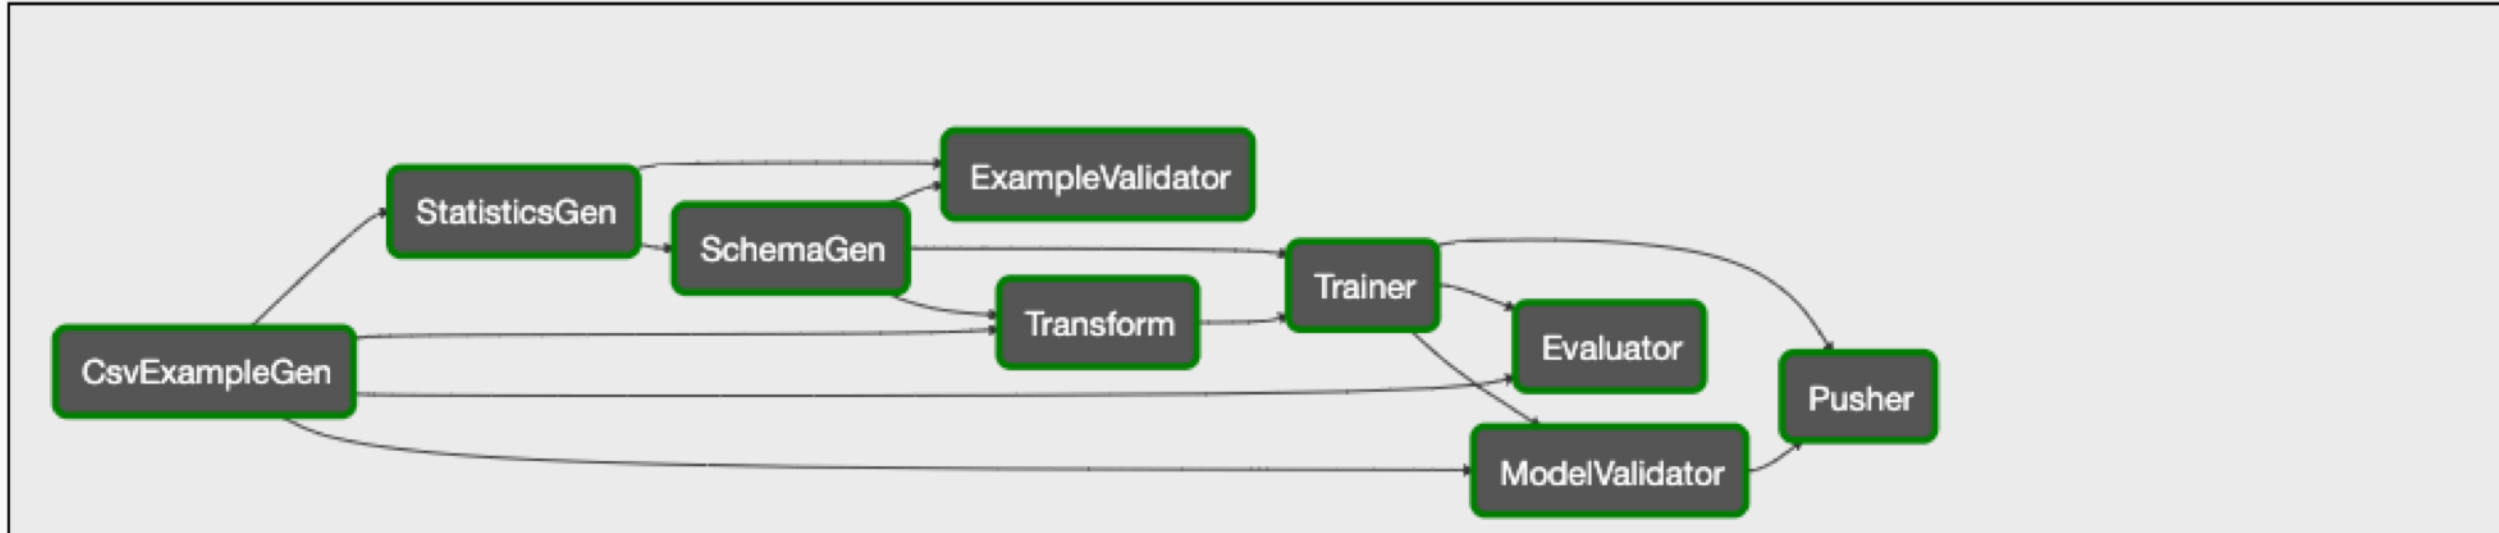 ExampleValidator
StatisticsGen
SchemaGen
Trainer
Transform
Evaluator
CsvExampleGen
Pusher
ModelValidator